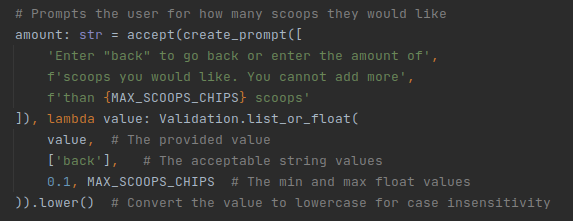 # Prompts the user for how many scoops they would like
amount: str = accept(create_prompt([
    'Enter "back" to go back or enter the amount of',
    f'scoops you would like. You cannot add more',
    f'than {MAX_SCOOPS_CHIPS} scoops'
]), lambda value: Validation.list_or_float(
    value,  # The provided value
    ['back'],   # The acceptable string values
    0.1, MAX_SCOOPS_CHIPS  # The min and max float values
)).lower()  # Convert the value to lowercase for case insensitivity